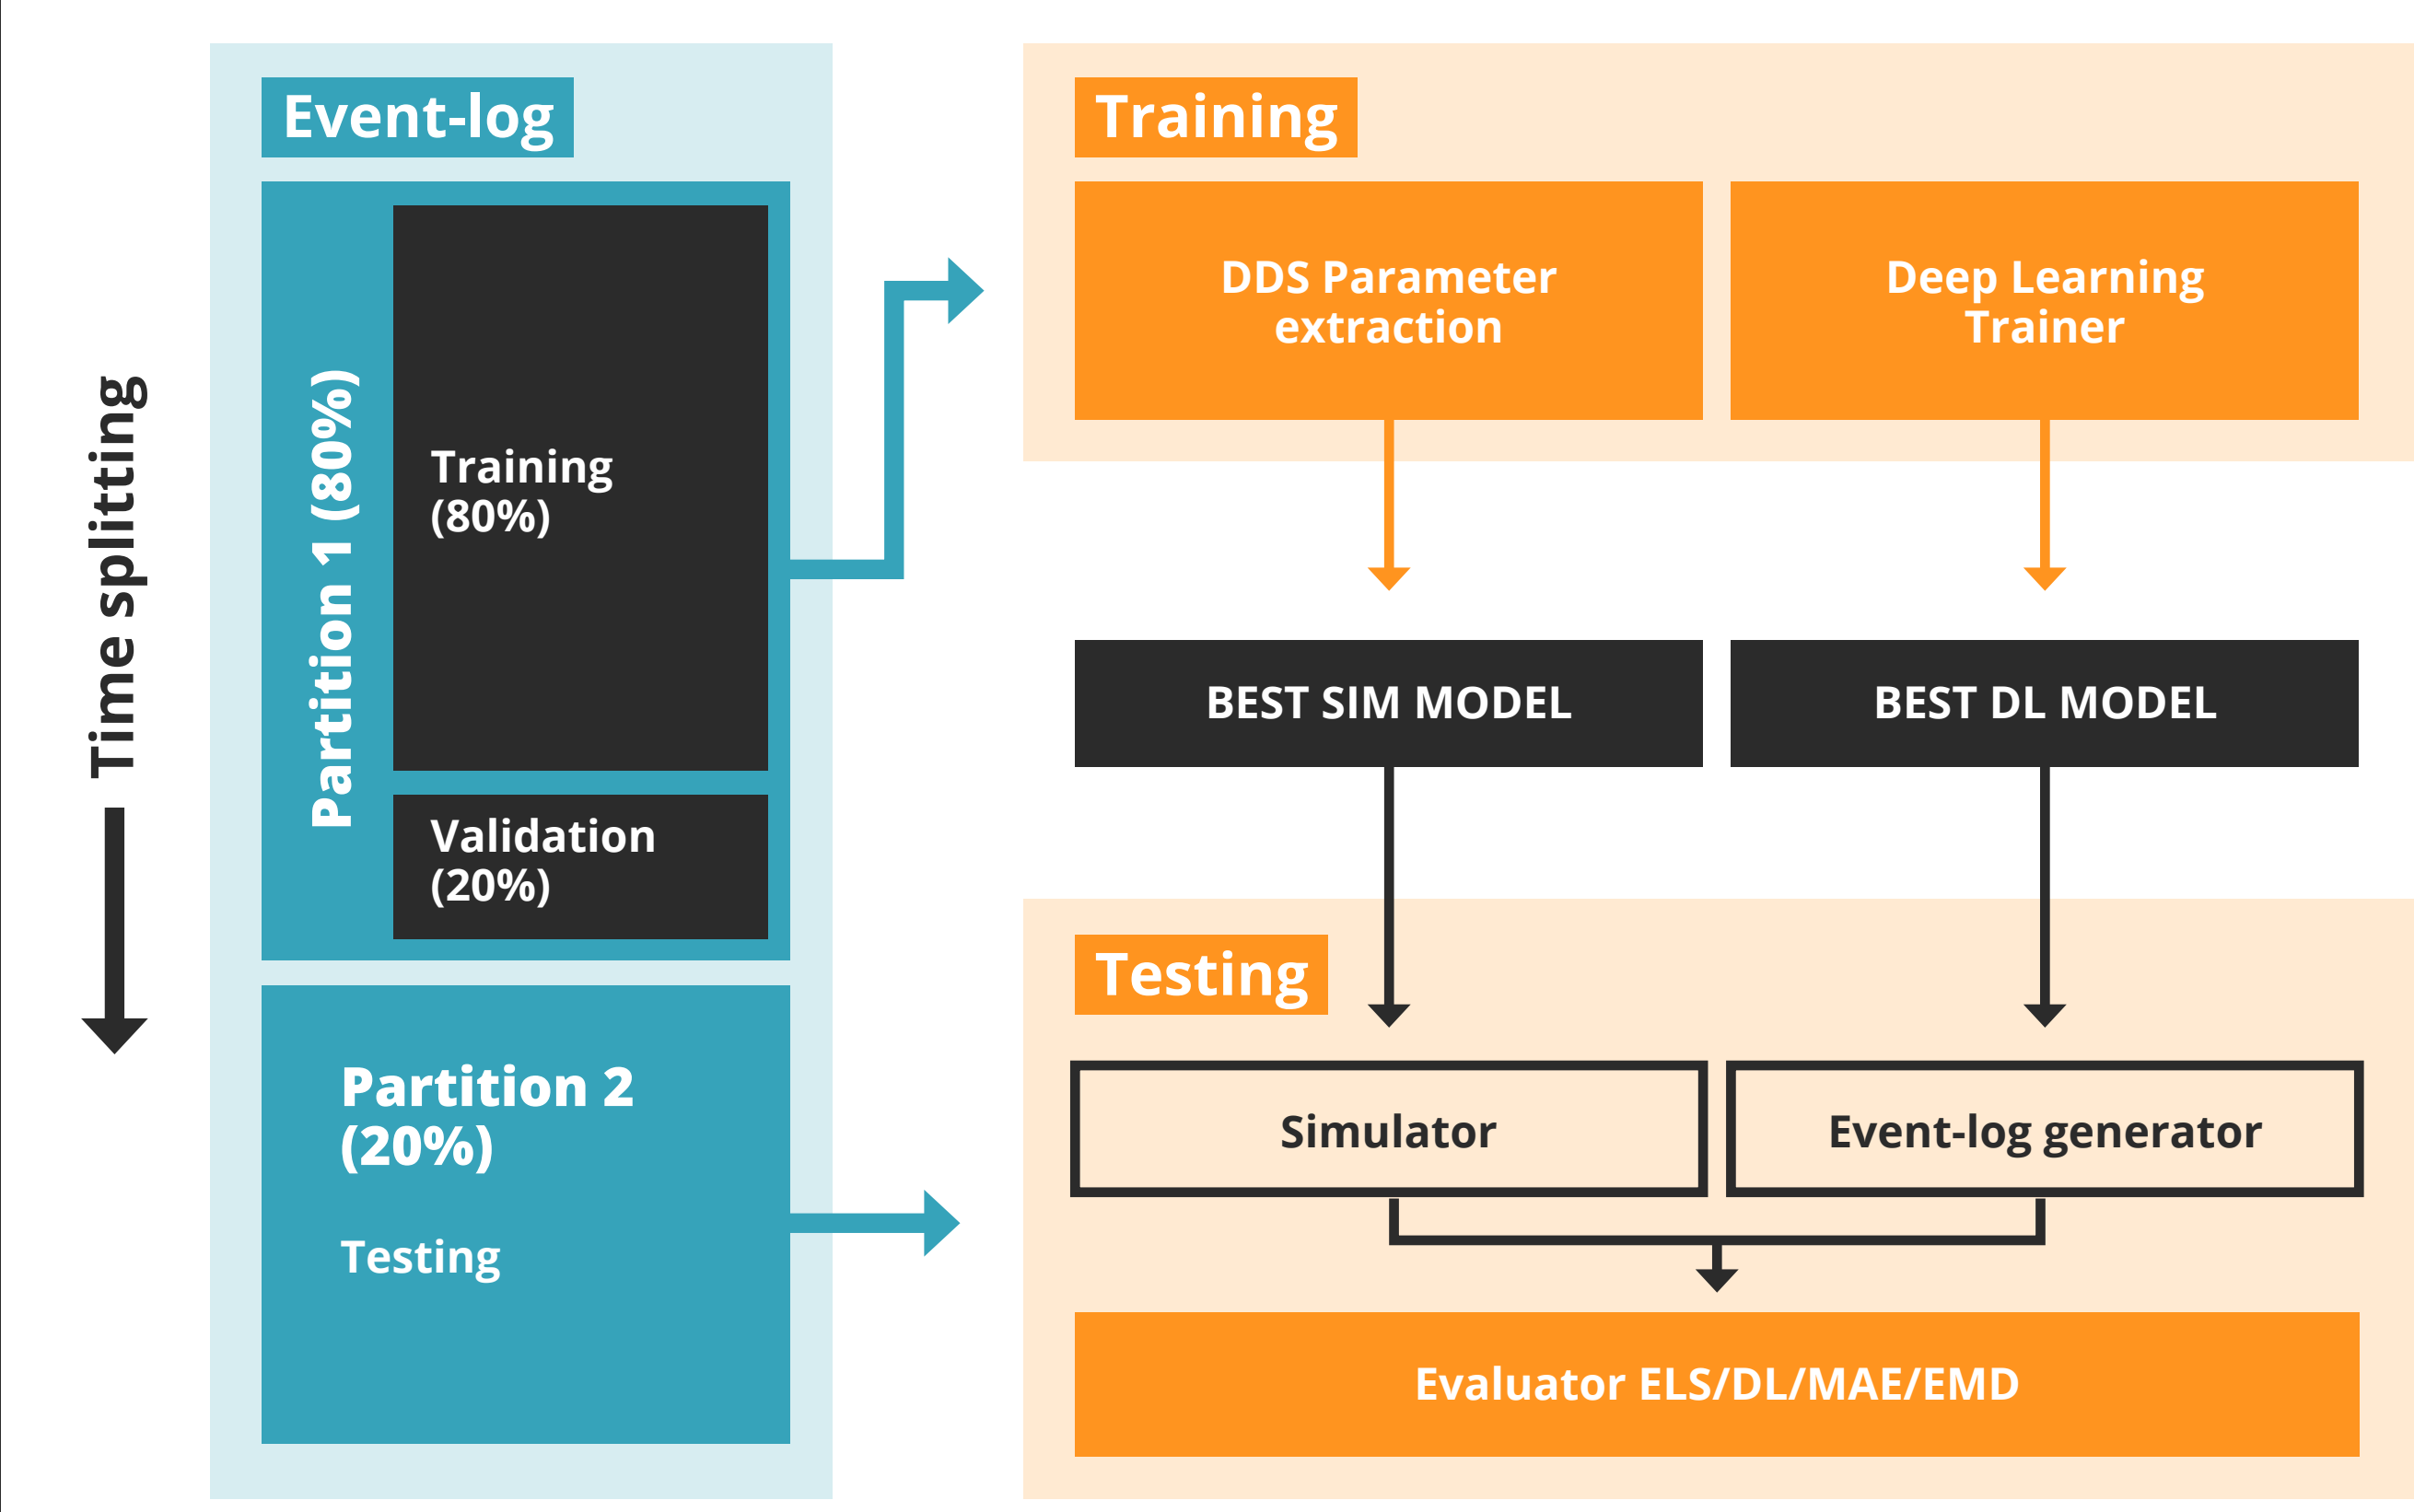 Time splitting
Event-log
Partition 1 (80%)
Training
(80%)
Validation
(20%)
Partition 2
(20%)
Testing
Training
DDS Parameter
extraction
Deep Learning
Trainer
BEST SIM MODEL
BEST DL MODEL
Testing
Simulator
Event-log generator
Evaluator ELS/DL/MAE/EMD